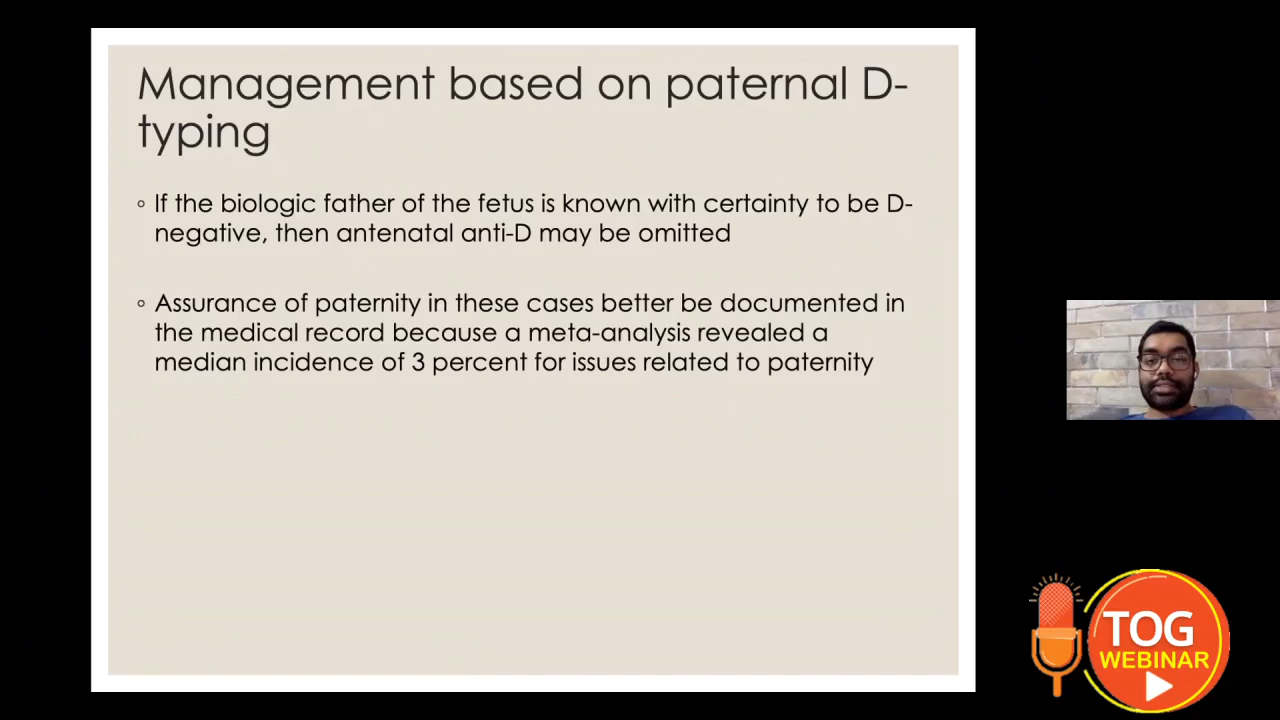 Management based on paternal D-
typing
◦ If the biologic father of the fetus is known with certainty to be D-
negative, then antenatal anti-D may be omitted
◦ Assurance of paternity in these cases better be documented in
the medical record because a meta-analysis revealed a
median incidence of 3 percent for issues related to paternity
TOG
WEBINAR